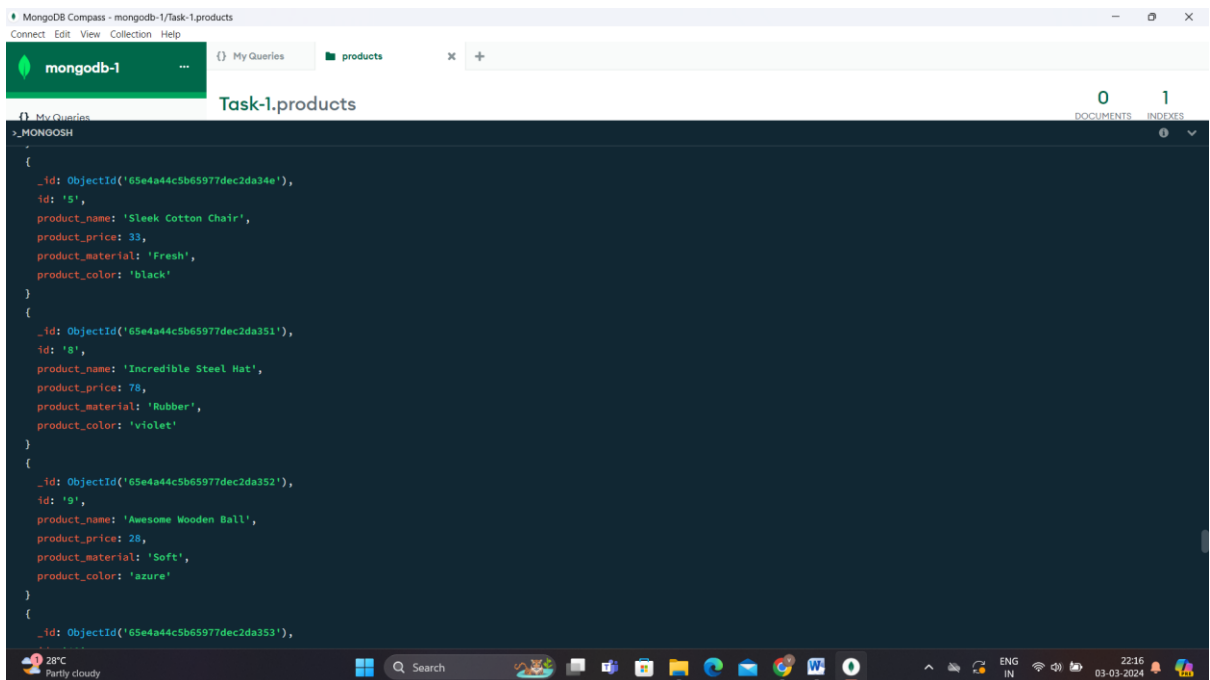 MongoDB Compass - mongodb-1/Task-1.products
Connect Edit View Collection Help
mongodb-1 ...
{} My Queries
products
Task-1.products
0
DOCUMENTS
1
INDEXES
{} My Queries
>_MONGOSH
}
{
_id: ObjectId('65e4a44c5b65977dec2da34e'),
id: '5',
product_name: 'Sleek Cotton Chair',
product_price: 33,
product_material: 'Fresh',
product_color: 'black'
}
{
_id: ObjectId('65e4a44c5b65977dec2da351'),
id: '8',
product_name: 'Incredible Steel Hat',
product_price: 78,
product_material: 'Rubber',
product_color: 'violet'
}
{
_id: ObjectId('65e4a44c5b65977dec2da352'),
id: '9',
product_name: 'Awesome Wooden Ball',
product_price: 28,
product_material: 'Soft',
product_color: 'azure'
}
{
_id: ObjectId('65e4a44c5b65977dec2da353'),
1
28°C
Partly cloudy
Search
ENG
IN
22:16
03-03-2024